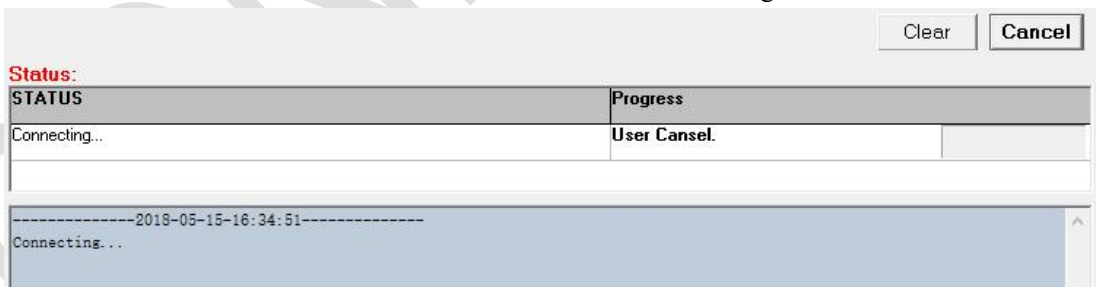 Clear Cancel
Status:
STATUS Progress
Connecting... User Cansel.
--------------2018-05-15-16:34:51--------------
Connecting...